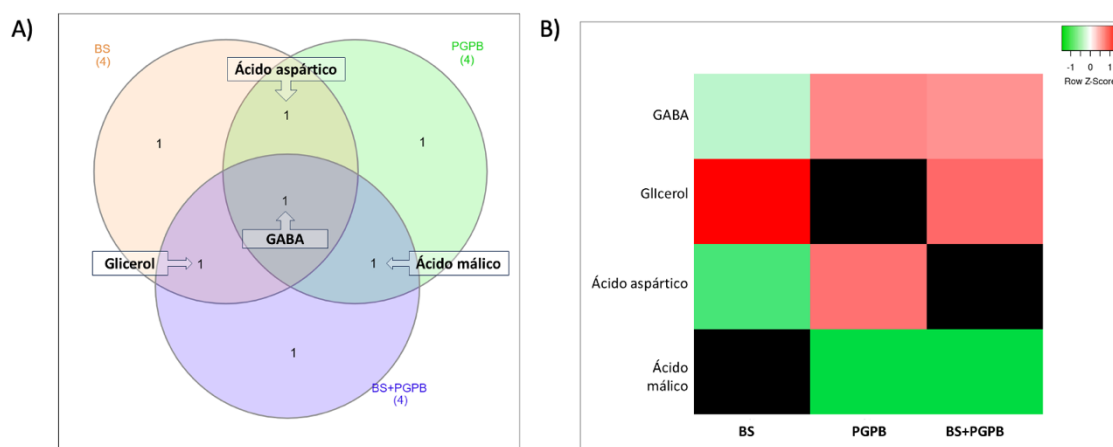 A)
BS
(4)
PGPB
(4)
Ácido aspártico
1
1
1
1
GABA
Glicerol
1
1
Ácido málico
1
BS+PGPB
(4)
B)
-1 0 1
Row Z-Score
GABA
Glicerol
Ácido aspártico
Ácido
málico
BS PGPB BS+PGPB